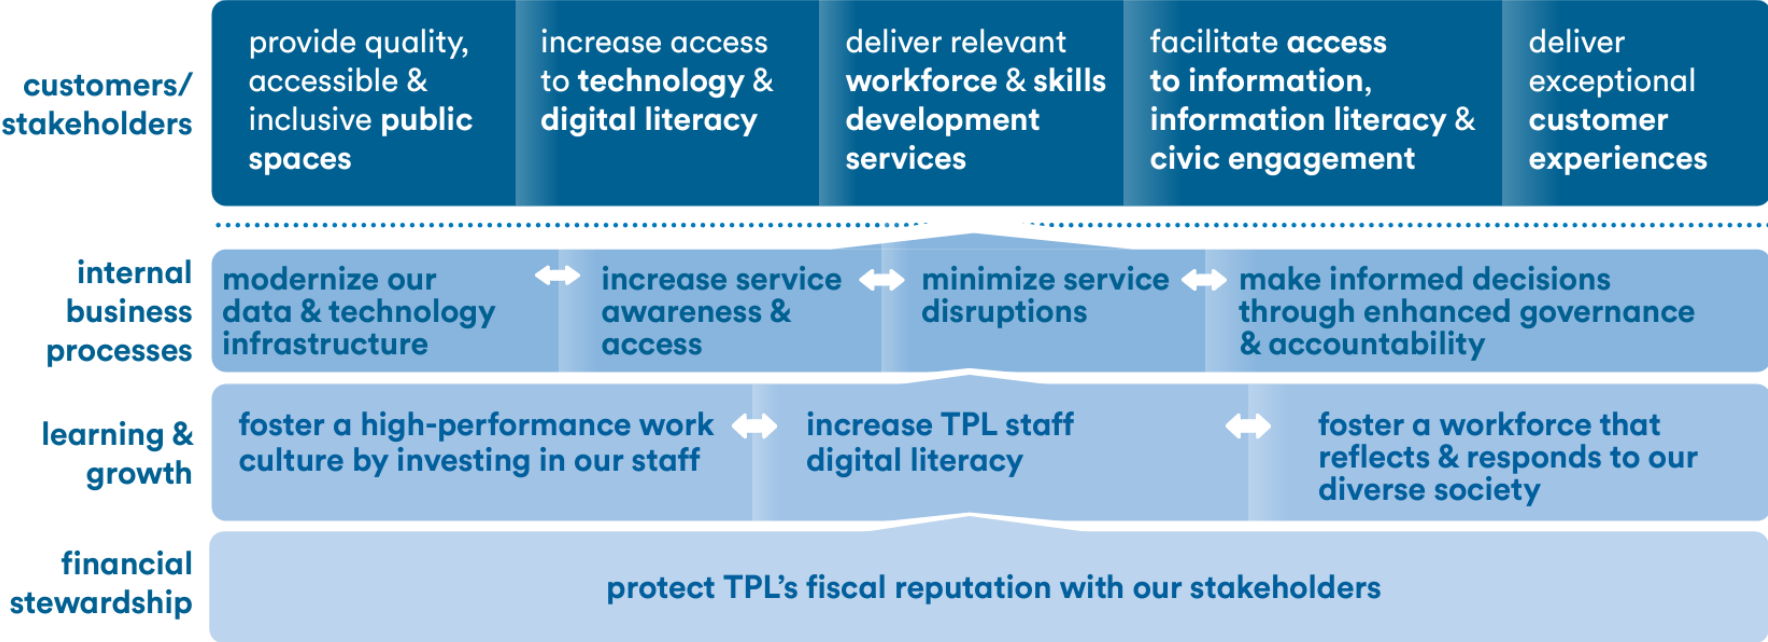 customers/
stakeholders
provide quality,
accessible &
inclusive public
spaces
increase access
to technology &
digital literacy
deliver relevant
workforce & skills
development
services
facilitate access
to information,
information literacy &
civic engagement
deliver
exceptional
customer
experiences
internal
business
processes
modernize our
data & technology
infrastructure
increase service
awareness &
access
minimize service
disruptions
make informed decisions
through enhanced governance
& accountability
learning &
growth
foster a high-performance work
culture by investing in our staff
increase TPL staff
digital literacy
foster a workforce that
reflects & responds to our
diverse society
financial
stewardship
protect TPL’s fiscal reputation with our stakeholders